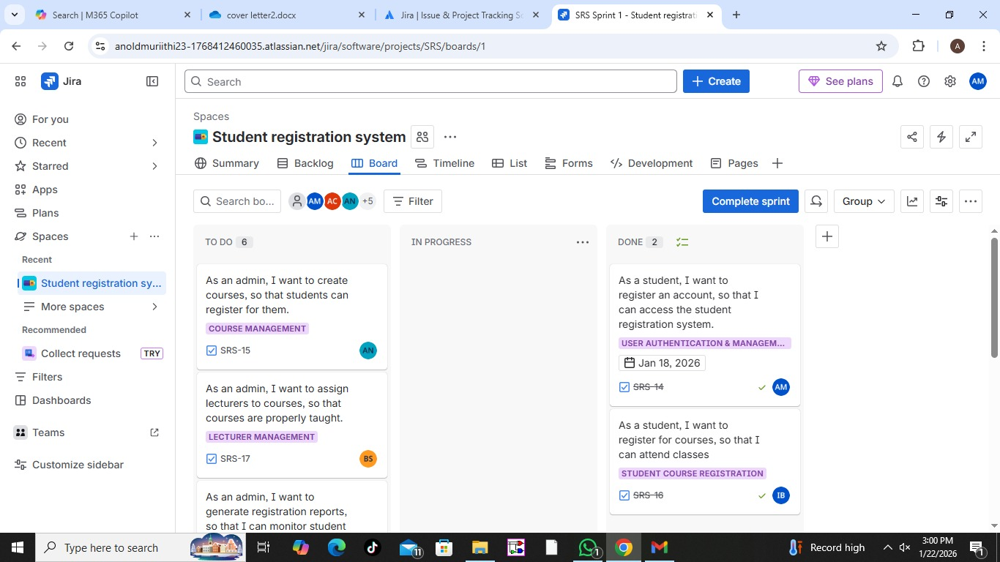 Search | M365 Copilot
cover letter2.docx
Jira | Issue & Project Tracking So
SRS Sprint 1 - Student registrati
anoldmuriithi23-1768412460035.atlassian.net/jira/software/projects/SRS/boards/1
A
Jira
Search
Create
See plans
AM
For you
Recent
Starred
Apps
Plans
Spaces
Recent
Student registration sy...
More spaces
Recommended
Collect requests
TRY
Filters
Dashboards
Teams
Customize sidebar
Spaces
Student registration system
Summary
Backlog
Board
Timeline
List
Forms
Development
Pages
Search bo...
AM
AC
AN
+5
Filter
Complete sprint
Group
TO DO 6
As an admin, I want to create
courses, so that students can
register for them.
COURSE MANAGEMENT
SRS-15
AN
As an admin, I want to assign
lecturers to courses, so that
courses are properly taught.
LECTURER MANAGEMENT
SRS-17
BS
As an admin, I want to
generate registration reports,
so that I can monitor student
IN PROGRESS
DONE 2
As a student, I want to
register an account, so that I
can access the student
registration system.
USER AUTHENTICATION & MANAGEM...
Jan 18, 2026
SRS-14
AM
As a student, I want to
register for courses, so that I
can attend classes
STUDENT COURSE REGISTRATION
SRS-16
IB
Type here to search
11
1
Record high
3:00 PM
1/22/2026
1